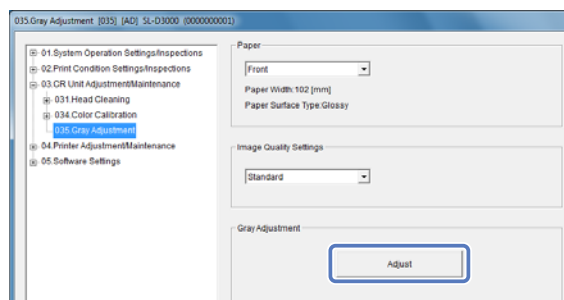 035.Gray Adjustment [035] [AD] SL-D3000 (0000000001)
01.System Operation Settings/Inspections
02.Print Condition Settings/Inspections
03.CR Unit Adjustment/Maintenance
031.Head Cleaning
034.Color Calibration
035.Gray Adjustment
04.Printer Adjustment/Maintenance
05.Software Settings
Paper
Front
Paper Width:102 [mm]
Paper Surface Type:Glossy
Image Quality Settings
Standard
Gray Adjustment
Adjust